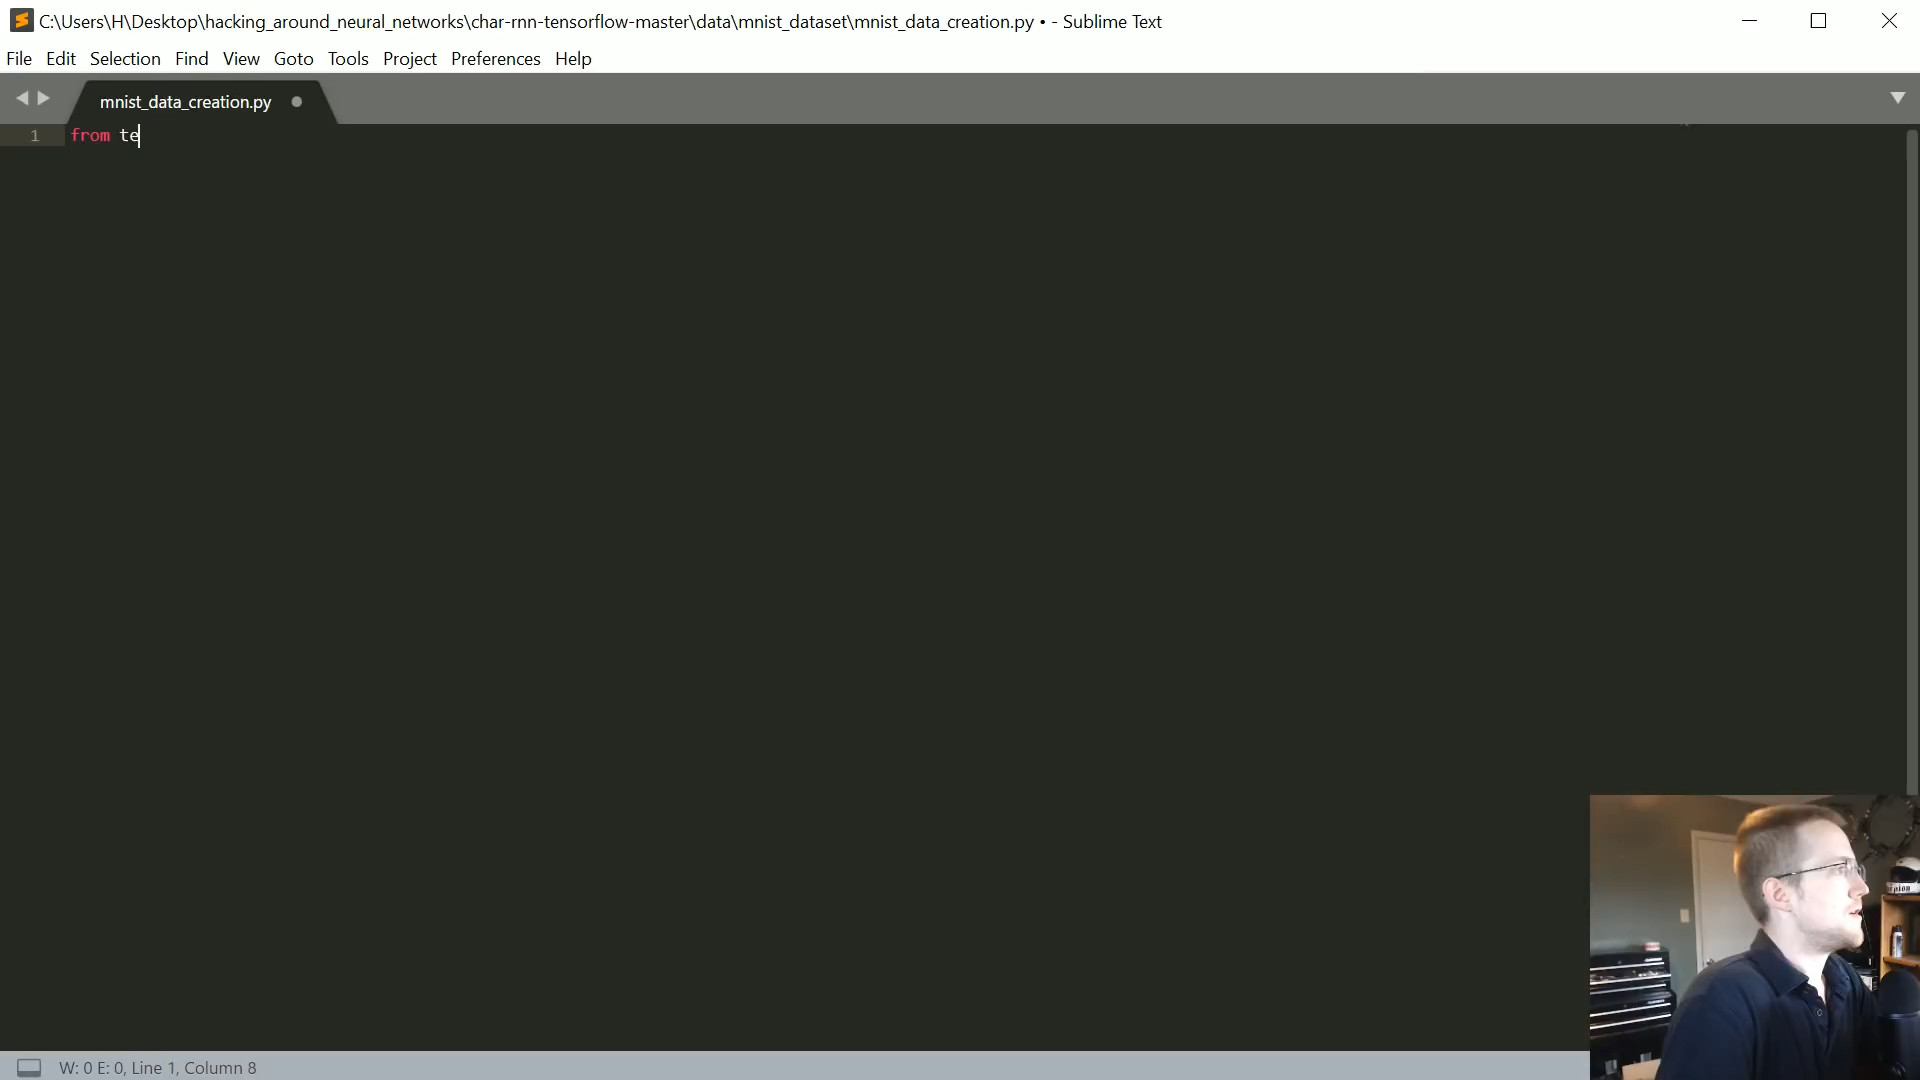 C:\Users\H\Desktop\hacking_around_neural_networks\char-rnn-tensorflow-master\data\mnist_dataset\mnist_data_creation.py • - Sublime Text
File Edit Selection Find View Goto Tools Project Preferences Help
mnist_data_creation.py
1 from te
W: 0 E: 0, Line 1, Column 8